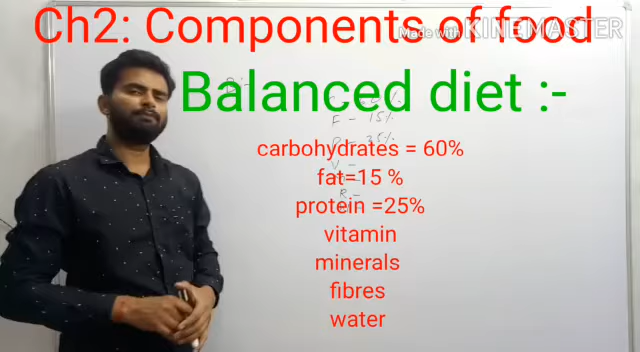 Ch2: Components of food
Made with KINEMASTER
Balanced diet :-
F - 15%
carbohydrates = 60%
fat=15 %
protein =25%
vitamin
minerals
fibres
water